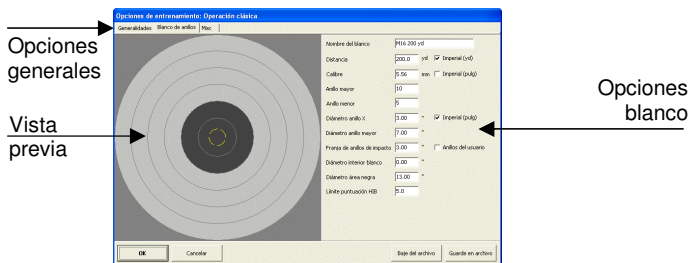 Opciones de entrenamiento: Operación clásica
Generalidades Blanco de anillos Misc
Opciones
generales
Vista
previa
Nombre del blanco M16 200 yd
Distancia 200.0 yd Imperial (yd)
Calibre 5.56 mm Imperial (pulg)
Anillo mayor 10
Anillo menor 5
Diámetro anillo X 3.00 " Imperial (pulg)
Diámetro anillo mayor 7.00 "
Franja de anillos de impacto 3.00 " Anillos del usuario
Diámetro interior blanco 0.00 "
Diámetro área negra 13.00 "
Límite puntuación HIB 5.0
Opciones
blanco
OK Cancelar Baje del archivo Guarde en archivo